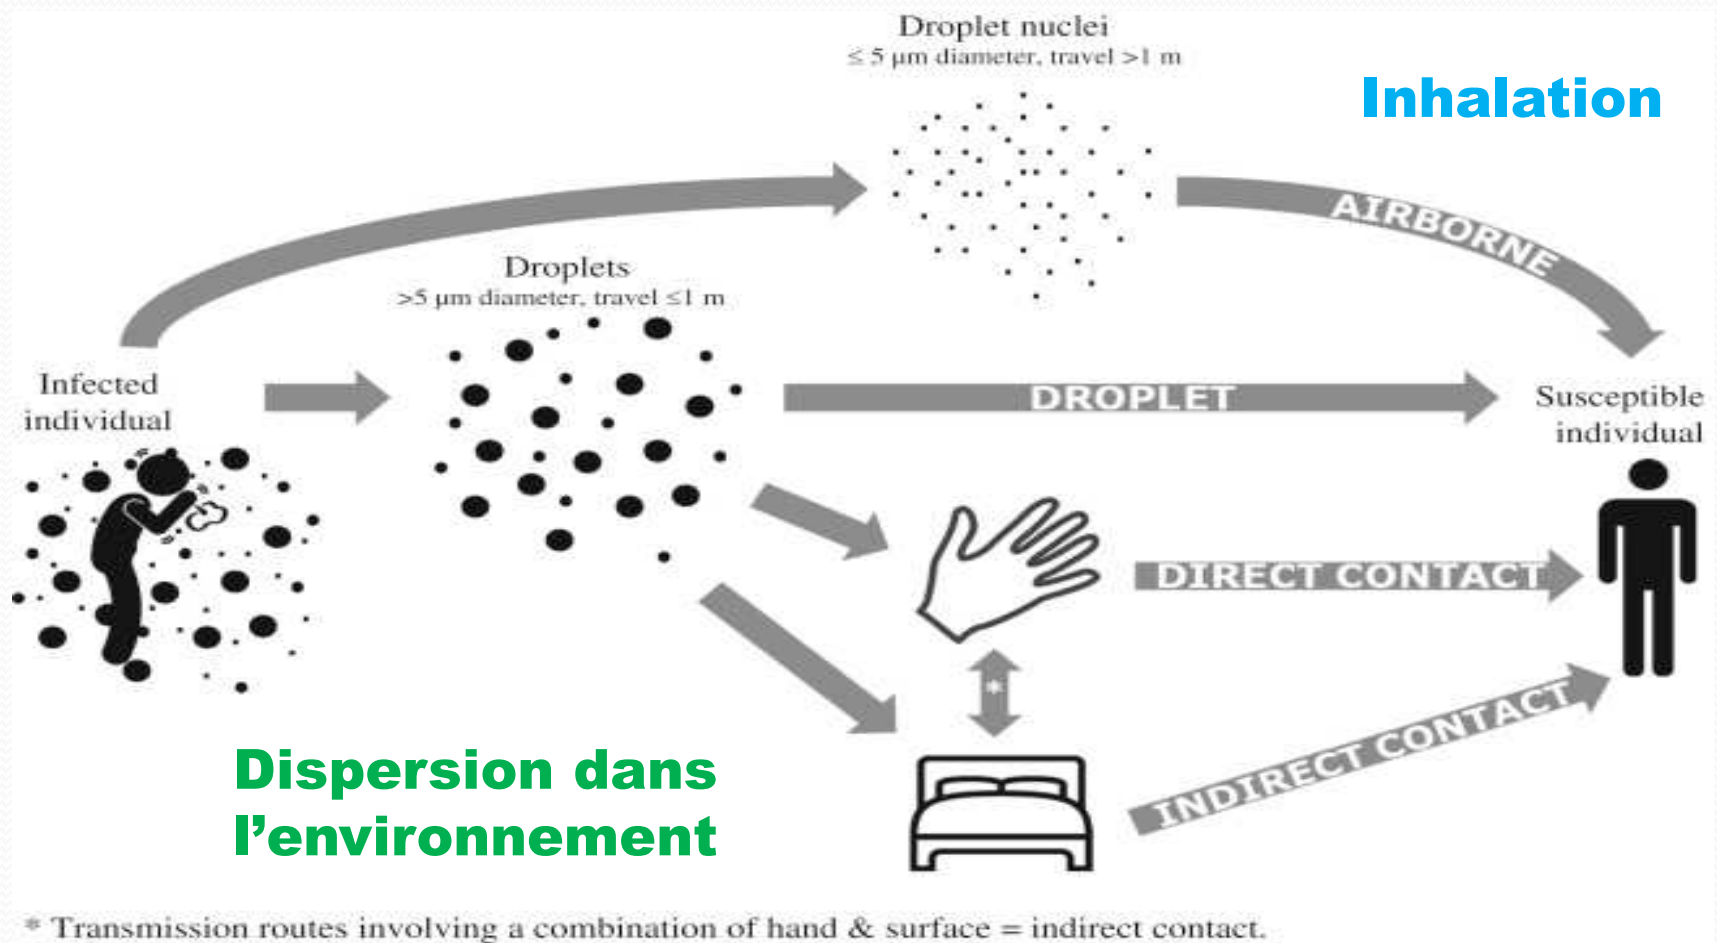 Droplet nuclei
≤ 5 μm diameter, travel >1 m
Inhalation
AIRBORNE
Droplets
>5 μm diameter, travel ≤1 m
Infected
individual
DROPLET
Susceptible
individual
DIRECT CONTACT
*
INDIRECT CONTACT
Dispersion dans
l’environnement
* Transmission routes involving a combination of hand & surface = indirect contact.